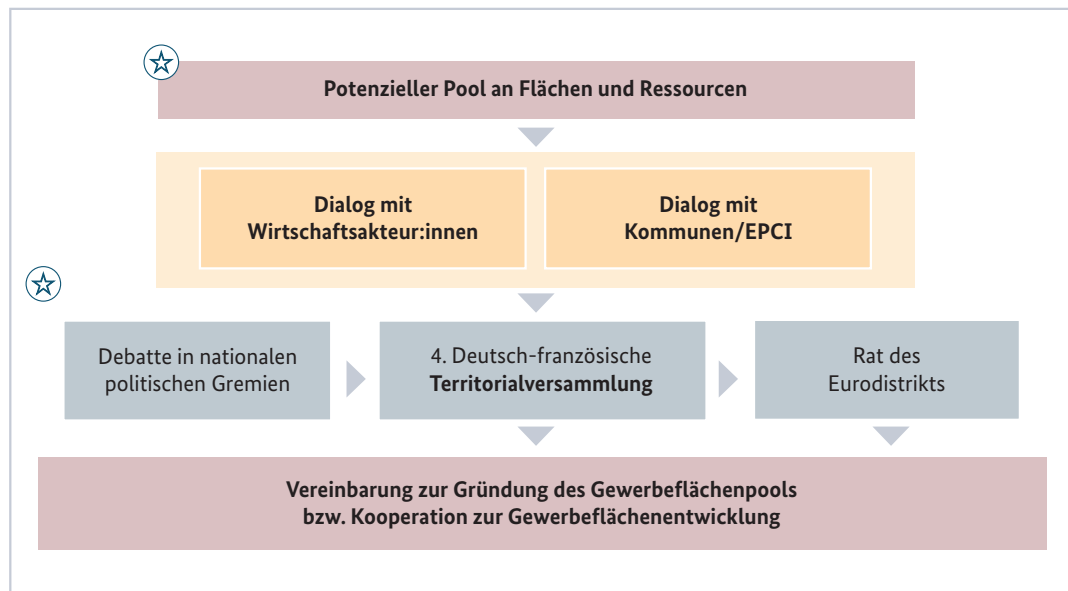 Potenzieller Pool an Flächen und Ressourcen
Dialog mit
Wirtschaftsakteur:innen
Dialog mit
Kommunen/EPCI
Debatte in nationalen
politischen Gremien
4. Deutsch-französische
Territorialversammlung
Rat des
Eurodistrikts
Vereinbarung zur Gründung des Gewerbeflächenpools
bzw. Kooperation zur Gewerbeflächenentwicklung